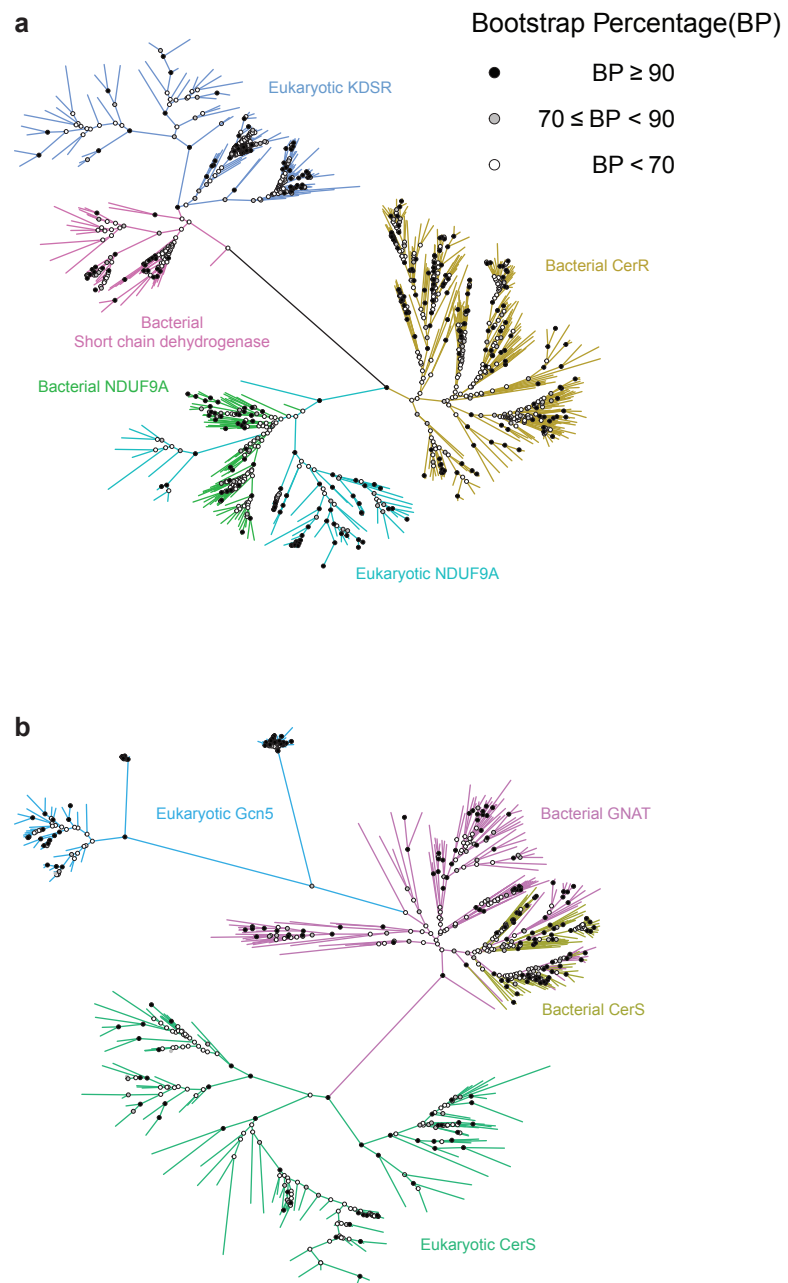 a
Bootstrap Percentage(BP)
BP ≥ 90
70 ≤ BP < 90
BP < 70
Eukaryotic KDSR
Bacterial CerR
Bacterial
Short chain dehydrogenase
Bacterial NDUF9A
Eukaryotic NDUF9A
b
Eukaryotic Gcn5
Bacterial GNAT
Bacterial CerS
Eukaryotic CerS